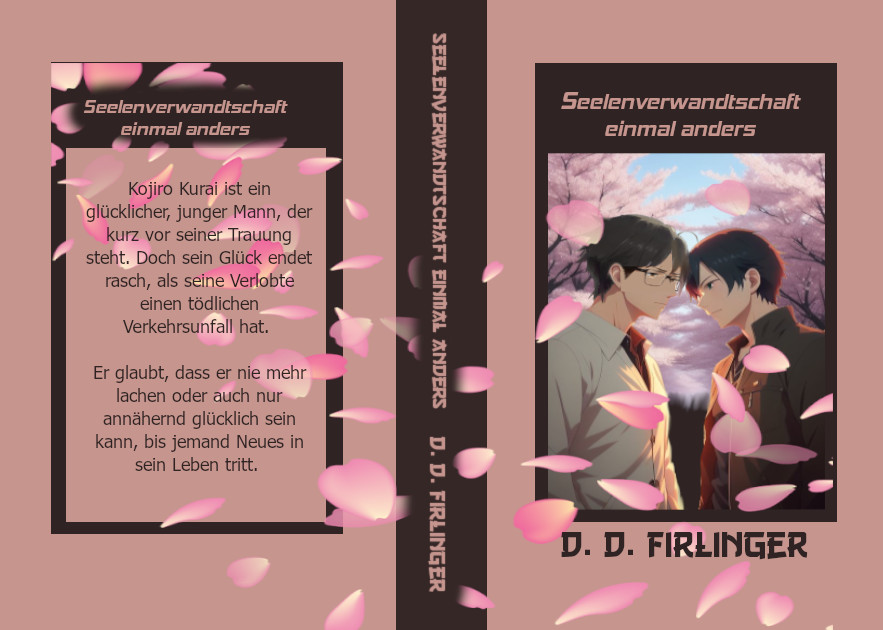 Seelenverwandtschaft
einmal anders
Kojiro Kurai ist ein
glücklicher, junger Mann, der
kurz vor seiner Trauung
steht. Doch sein Glück endet
rasch, als seine Verlobte
einen tödlichen
Verkehrsunfall hat.
Er glaubt, dass er nie mehr
lachen oder auch nur
annähernd glücklich sein
kann, bis jemand Neues in
sein Leben tritt.
SEELENVERWANDTSCHAFT EINMAL ANDERS D. D. FIRLINGER
Seelenverwandtschaft
einmal anders
D. D. FIRLINGER